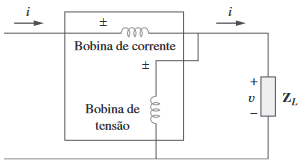 i
i
±
Bobina de corrente
±
+
υ
Z_L
−
Bobina de
tensão